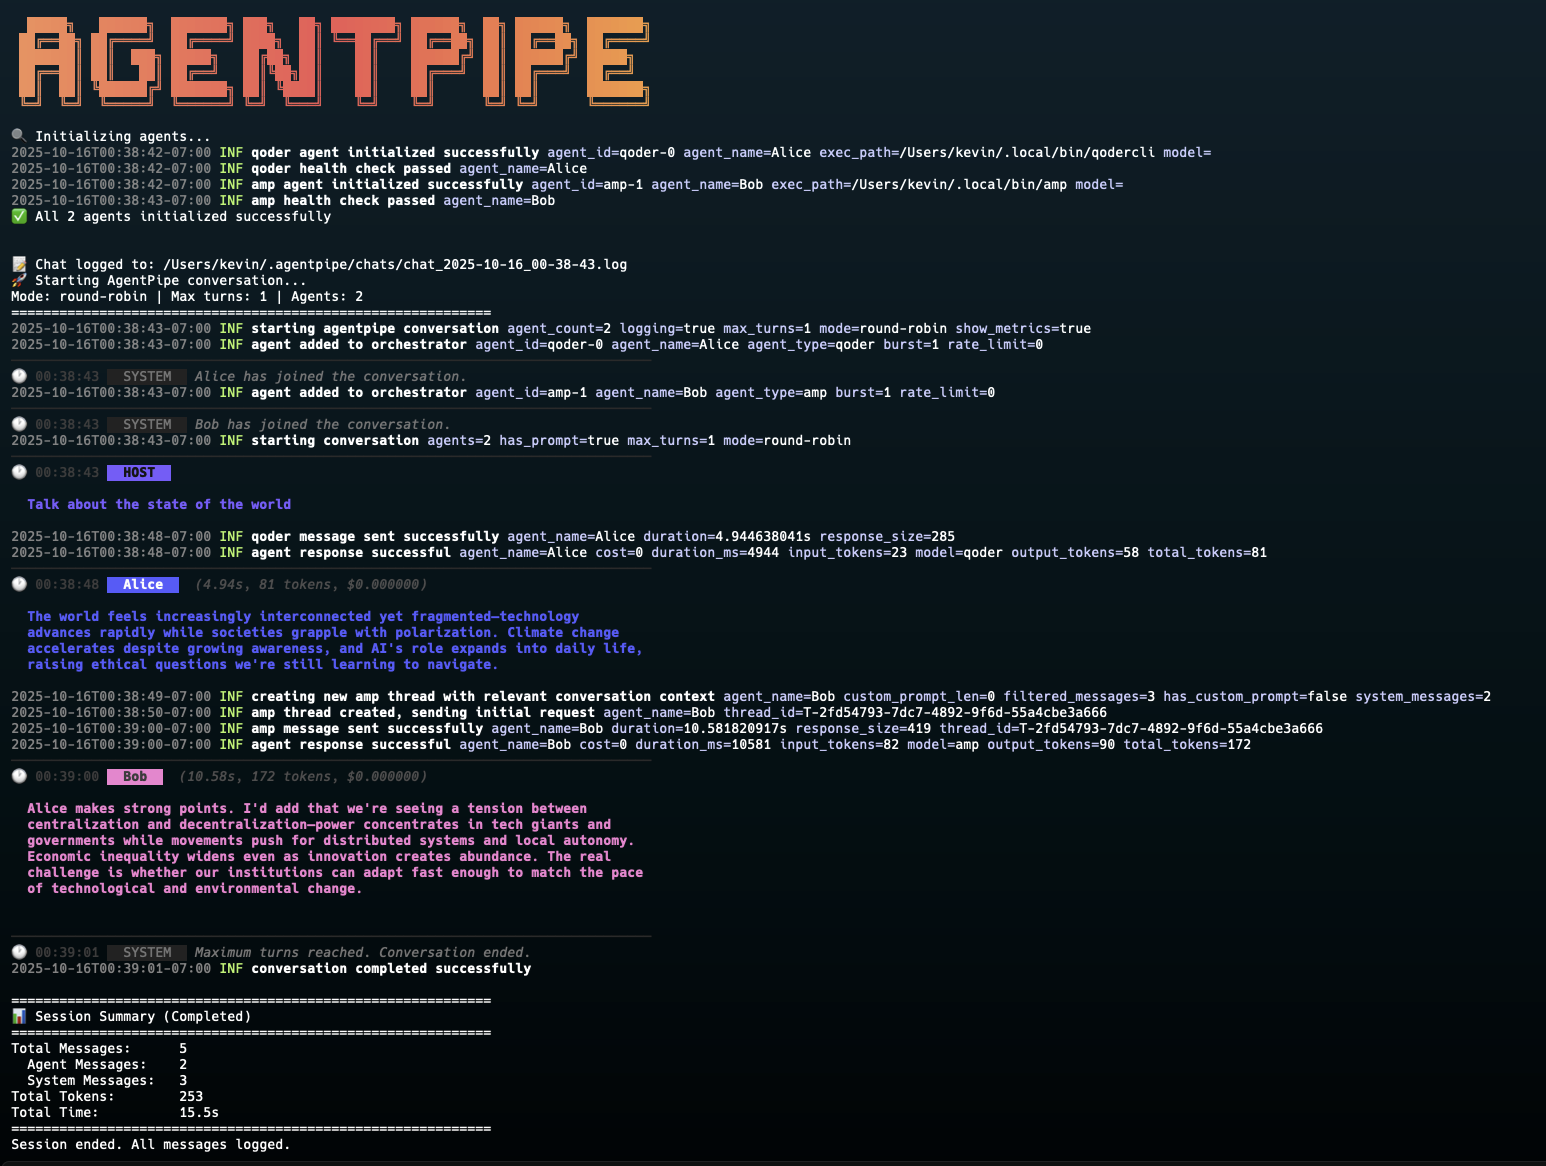 AGENTPIPE
🔍 Initializing agents...
2025-10-16T00:38:42-07:00 INF qoder agent initialized successfully agent_id=qoder-0 agent_name=Alice exec_path=/Users/kevin/.local/bin/qodercli model=
2025-10-16T00:38:42-07:00 INF qoder health check passed agent_name=Alice
2025-10-16T00:38:42-07:00 INF amp agent initialized successfully agent_id=amp-1 agent_name=Bob exec_path=/Users/kevin/.local/bin/amp model=
2025-10-16T00:38:43-07:00 INF amp health check passed agent_name=Bob
✅ All 2 agents initialized successfully
📝 Chat logged to: /Users/kevin/.agentpipe/chats/chat_2025-10-16_00-38-43.log
🚀 Starting AgentPipe conversation...
Mode: round-robin | Max turns: 1 | Agents: 2
============================================================
2025-10-16T00:38:43-07:00 INF starting agentpipe conversation agent_count=2 logging=true max_turns=1 mode=round-robin show_metrics=true
2025-10-16T00:38:43-07:00 INF agent added to orchestrator agent_id=qoder-0 agent_name=Alice agent_type=qoder burst=1 rate_limit=0
🕐 00:38:43 SYSTEM Alice has joined the conversation.
2025-10-16T00:38:43-07:00 INF agent added to orchestrator agent_id=amp-1 agent_name=Bob agent_type=amp burst=1 rate_limit=0
🕐 00:38:43 SYSTEM Bob has joined the conversation.
2025-10-16T00:38:43-07:00 INF starting conversation agents=2 has_prompt=true max_turns=1 mode=round-robin
🕐 00:38:43 HOST
Talk about the state of the world
2025-10-16T00:38:48-07:00 INF qoder message sent successfully agent_name=Alice duration=4.944638041s response_size=285
2025-10-16T00:38:48-07:00 INF agent response successful agent_name=Alice cost=0 duration_ms=4944 input_tokens=23 model=qoder output_tokens=58 total_tokens=81
🕐 00:38:48 Alice (4.94s, 81 tokens, $0.000000)
The world feels increasingly interconnected yet fragmented—technology
advances rapidly while societies grapple with polarization. Climate change
accelerates despite growing awareness, and AI's role expands into daily life,
raising ethical questions we're still learning to navigate.
2025-10-16T00:38:49-07:00 INF creating new amp thread with relevant conversation context agent_name=Bob custom_prompt_len=0 filtered_messages=3 has_custom_prompt=false system_messages=2
2025-10-16T00:38:50-07:00 INF amp thread created, sending initial request agent_name=Bob thread_id=T-2fd54793-7dc7-4892-9f6d-55a4cbe3a666
2025-10-16T00:39:00-07:00 INF amp message sent successfully agent_name=Bob duration=10.581820917s response_size=419 thread_id=T-2fd54793-7dc7-4892-9f6d-55a4cbe3a666
2025-10-16T00:39:00-07:00 INF agent response successful agent_name=Bob cost=0 duration_ms=10581 input_tokens=82 model=amp output_tokens=90 total_tokens=172
🕐 00:39:00 Bob (10.58s, 172 tokens, $0.000000)
Alice makes strong points. I'd add that we're seeing a tension between
centralization and decentralization—power concentrates in tech giants and
governments while movements push for distributed systems and local autonomy.
Economic inequality widens even as innovation creates abundance. The real
challenge is whether our institutions can adapt fast enough to match the pace
of technological and environmental change.
🕐 00:39:01 SYSTEM Maximum turns reached. Conversation ended.
2025-10-16T00:39:01-07:00 INF conversation completed successfully
============================================================
📊 Session Summary (Completed)
============================================================
Total Messages: 5
Agent Messages: 2
System Messages: 3
Total Tokens: 253
Total Time: 15.5s
============================================================
Session ended. All messages logged.